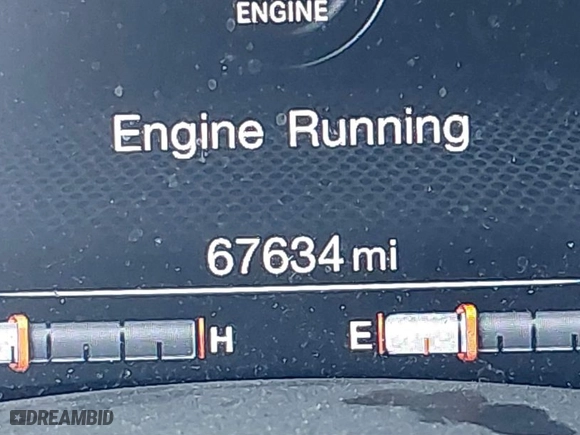 ENGINE
Engine Running
67634 mi
H E
DREAMBID